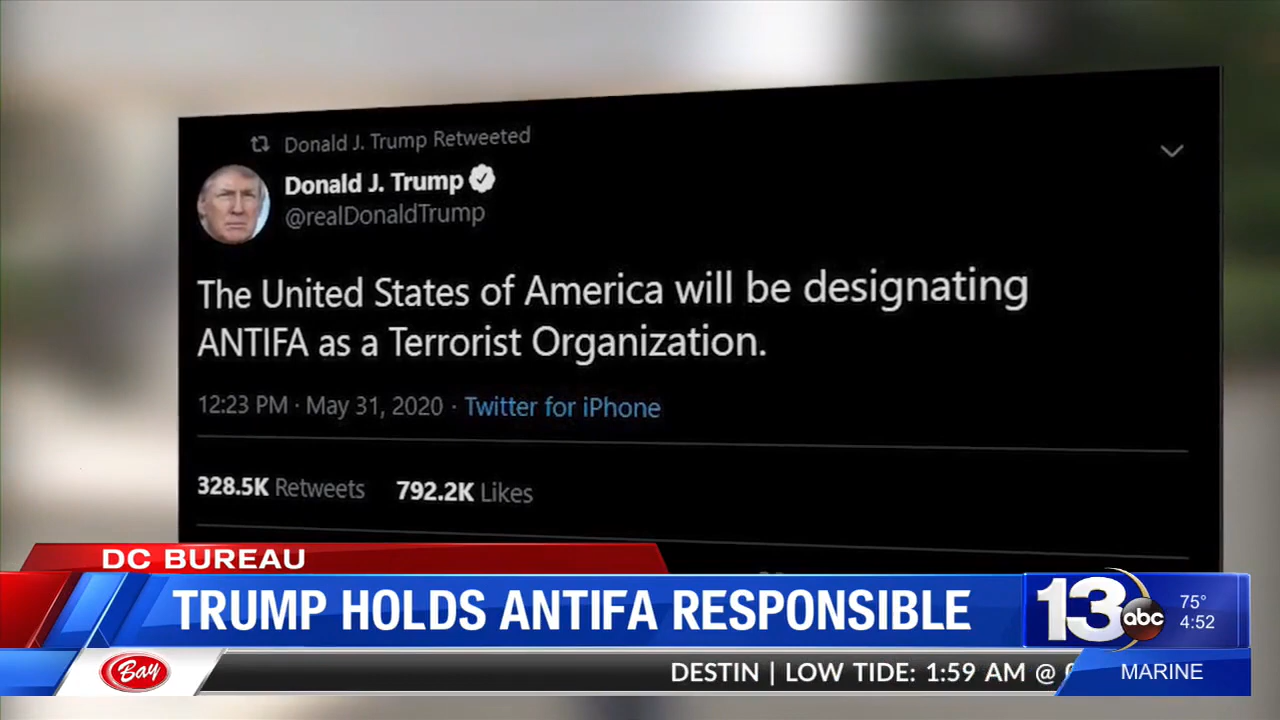 Donald J. Trump Retweeted
Donald J. Trump
@realDonaldTrump
The United States of America will be designating
ANTIFA as a Terrorist Organization.
12:23 PM · May 31, 2020 · Twitter for iPhone
328.5K Retweets 792.2K Likes
DC BUREAU
TRUMP HOLDS ANTIFA RESPONSIBLE
13 abc
75°
4:52
Bay
DESTIN | LOW TIDE: 1:59 AM @
MARINE